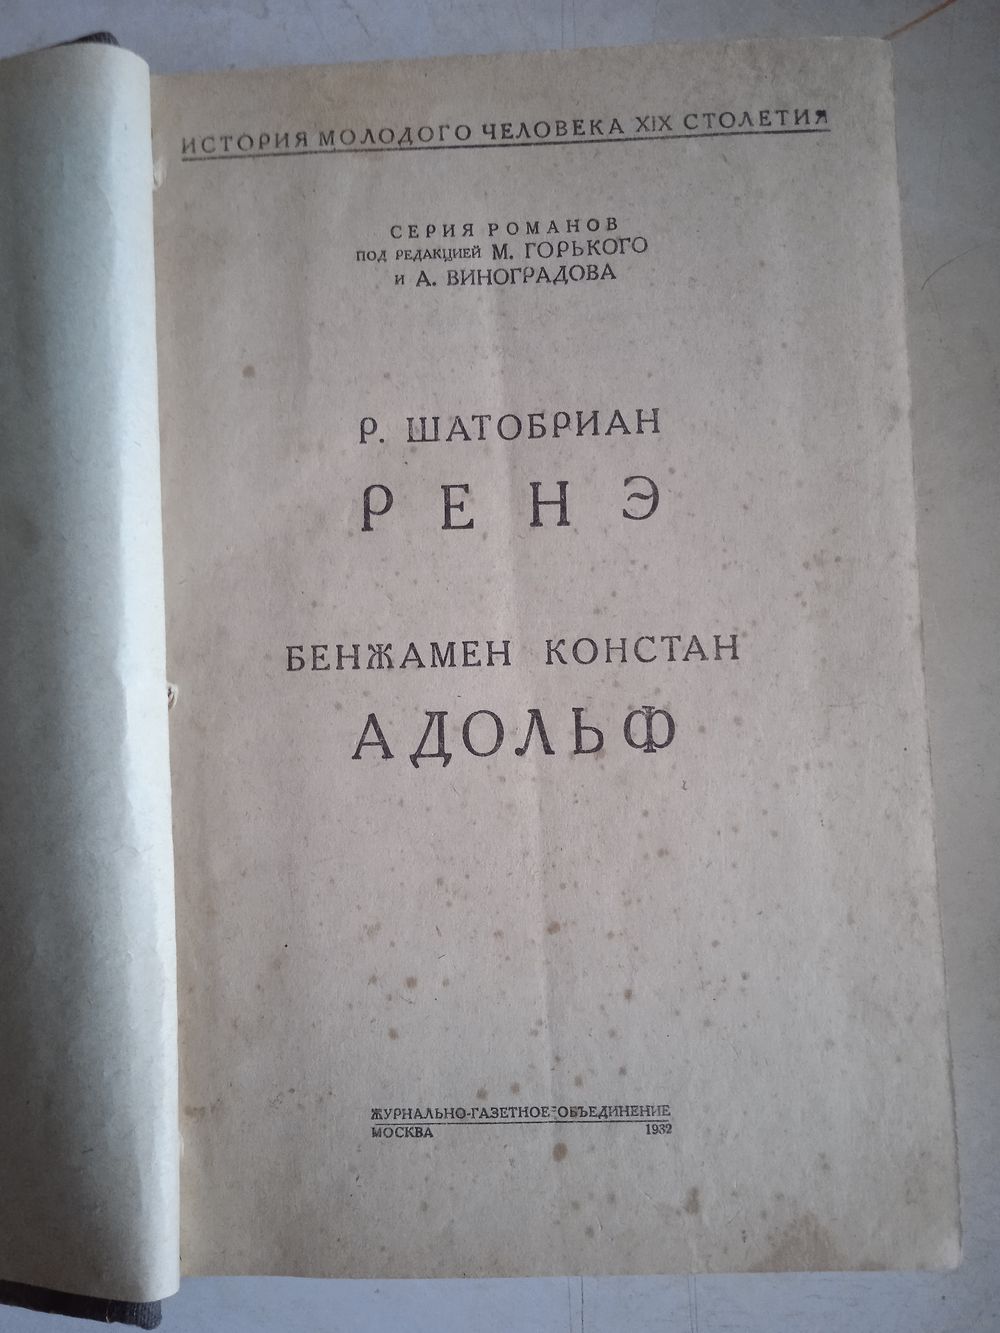 ИСТОРИЯ МОЛОДОГО ЧЕЛОВЕКА XIX СТОЛЕТИЯ
СЕРИЯ РОМАНОВ
ПОД РЕДАКЦИЕЙ М. ГОРЬКОГО
И А. ВИНОГРАДОВА
Р. ШАТОБРИАН
РЕНЭ
БЕНЖАМЕН КОНСТАН
АДОЛЬФ
ЖУРНАЛЬНО-ГАЗЕТНОЕ ОБЪЕДИНЕНИЕ
МОСКВА 1932